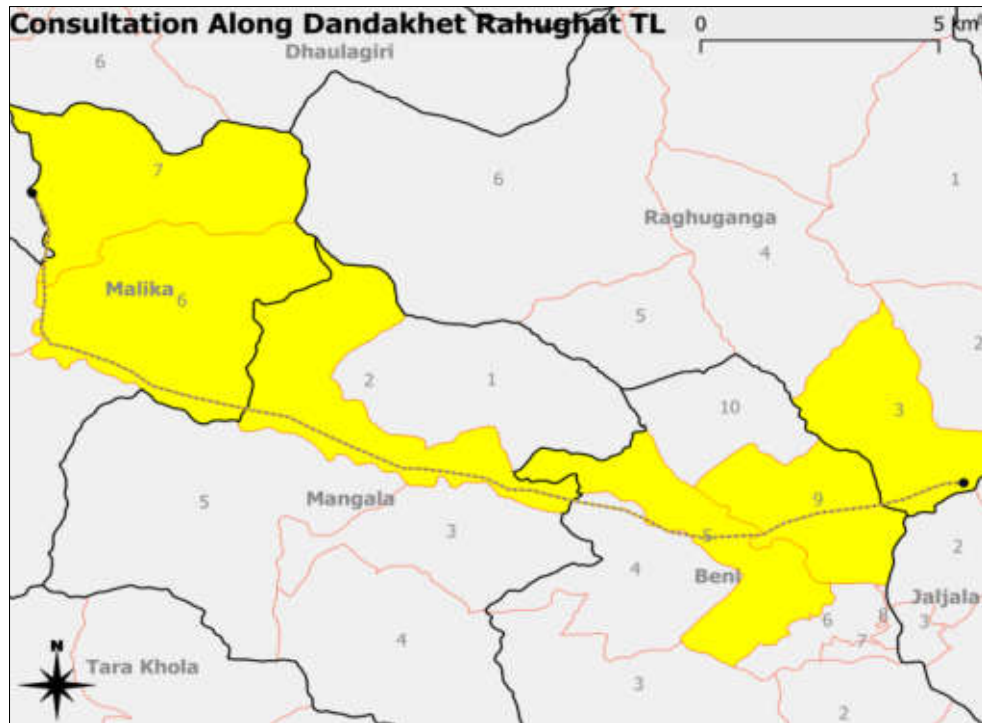 Consultation Along Dandakhet Rahughat TL
0 5 km
Dhaulagiri
6
7
6
1
Raghuganga
4
Malika
6
5
2
2
1
10
3
5
Mangala
9
3
5
2
4
Beni
Jaljala
8
6
3
7
4
N
Tara Khola
3
2